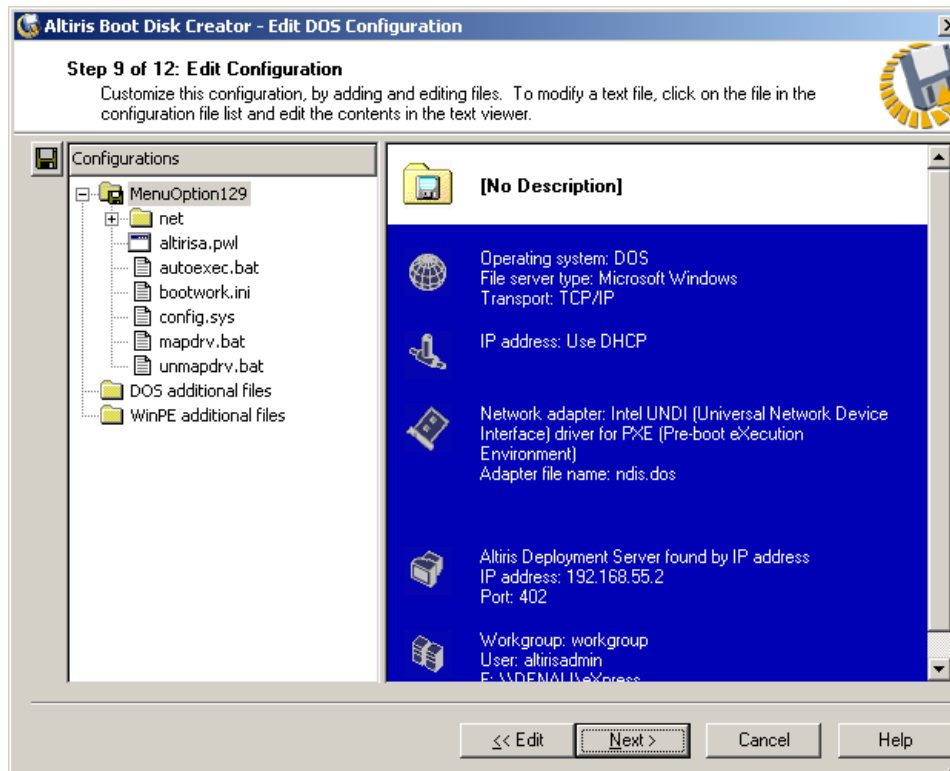 Altiris Boot Disk Creator - Edit DOS Configuration
Step 9 of 12: Edit Configuration
Customize this configuration, by adding and editing files. To modify a text file, click on the file in the
configuration file list and edit the contents in the text viewer.
Configurations
MenuOption129
net
altirisa.pwl
autoexec.bat
bootwork.ini
config.sys
mapdrv.bat
unmapdrv.bat
DOS additional files
WinPE additional files
[No Description]
Operating system: DOS
File server type: Microsoft Windows
Transport: TCP/IP
IP address: Use DHCP
Network adapter: Intel UNDI (Universal Network Device
Interface) driver for PXE (Pre-boot eXecution
Environment)
Adapter file name: ndis.dos
Altiris Deployment Server found by IP address
IP address: 192.168.55.2
Port: 402
Workgroup: workgroup
User: altirisadmin
F: \\DENALI\eXpress
<< Edit
Next >
Cancel
Help